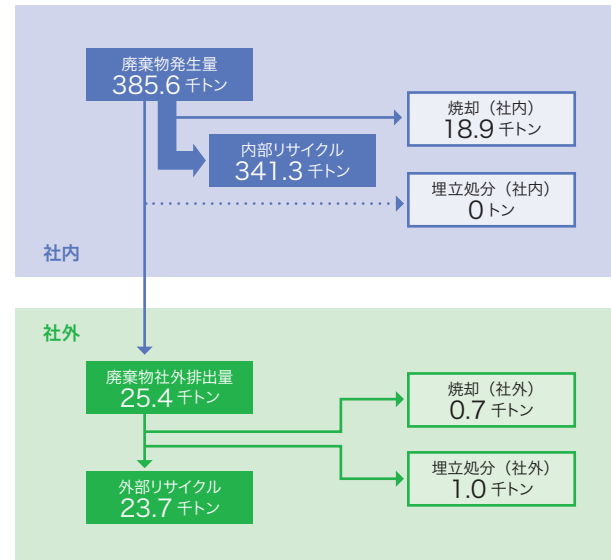 廃棄物発生量
385.6 千トン
焼却（社内）
18.9 千トン
内部リサイクル
341.3 千トン
埋立処分（社内）
0 トン
社内
社外
廃棄物社外排出量
25.4 千トン
焼却（社外）
0.7 千トン
埋立処分（社外）
1.0 千トン
外部リサイクル
23.7 千トン